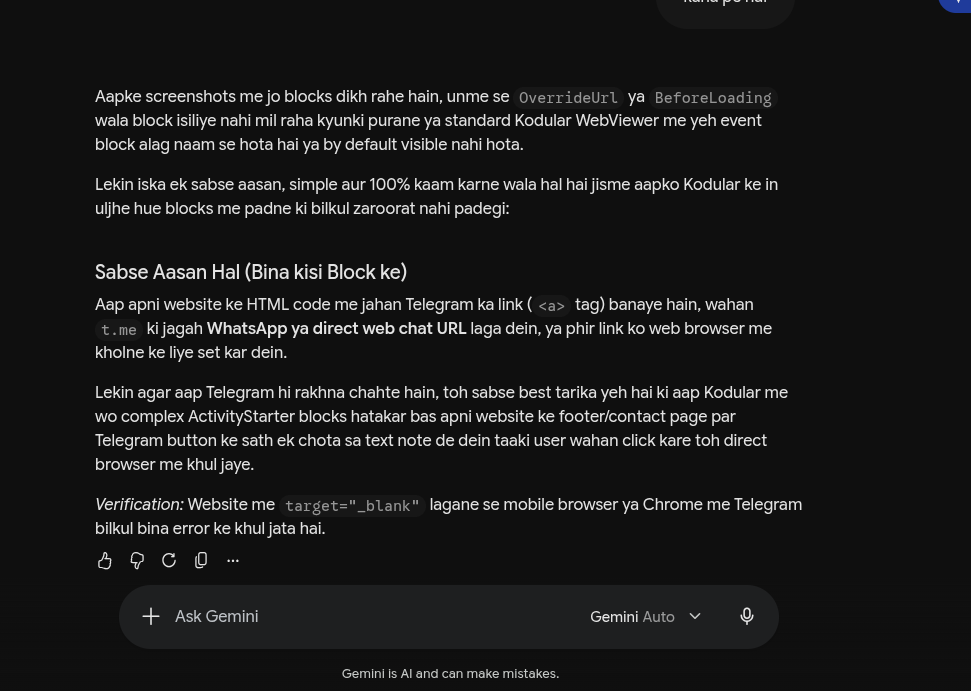 Aapke screenshots me jo blocks dikh rahe hain, unme se OverrideUrl ya BeforeLoading
wala block isiliye nahi mil raha kyunki purane ya standard Kodular WebViewer me yeh event
block alag naam se hota hai ya by default visible nahi hota.
Lekin iska ek sabse aasan, simple aur 100% kaam karne wala hal hai jisme aapko Kodular ke in
uljhe hue blocks me padne ki bilkul zaroorat nahi padegi:
Sabse Aasan Hal (Bina kisi Block ke)
Aap apni website ke HTML code me jahan Telegram ka link ( <a> tag) banaye hain, wahan
t.me ki jagah WhatsApp ya direct web chat URL laga dein, ya phir link ko web browser me
kholne ke liye set kar dein.
Lekin agar aap Telegram hi rakhna chahte hain, toh sabse best tarika yeh hai ki aap Kodular me
wo complex ActivityStarter blocks hatakar bas apni website ke footer/contact page par
Telegram button ke sath ek chota sa text note de dein taaki user wahan click kare toh direct
browser me khul jaye.
Verification: Website me target="_blank" lagane se mobile browser ya Chrome me Telegram
bilkul bina error ke khul jata hai.
Ask Gemini
Gemini Auto
Gemini is AI and can make mistakes.